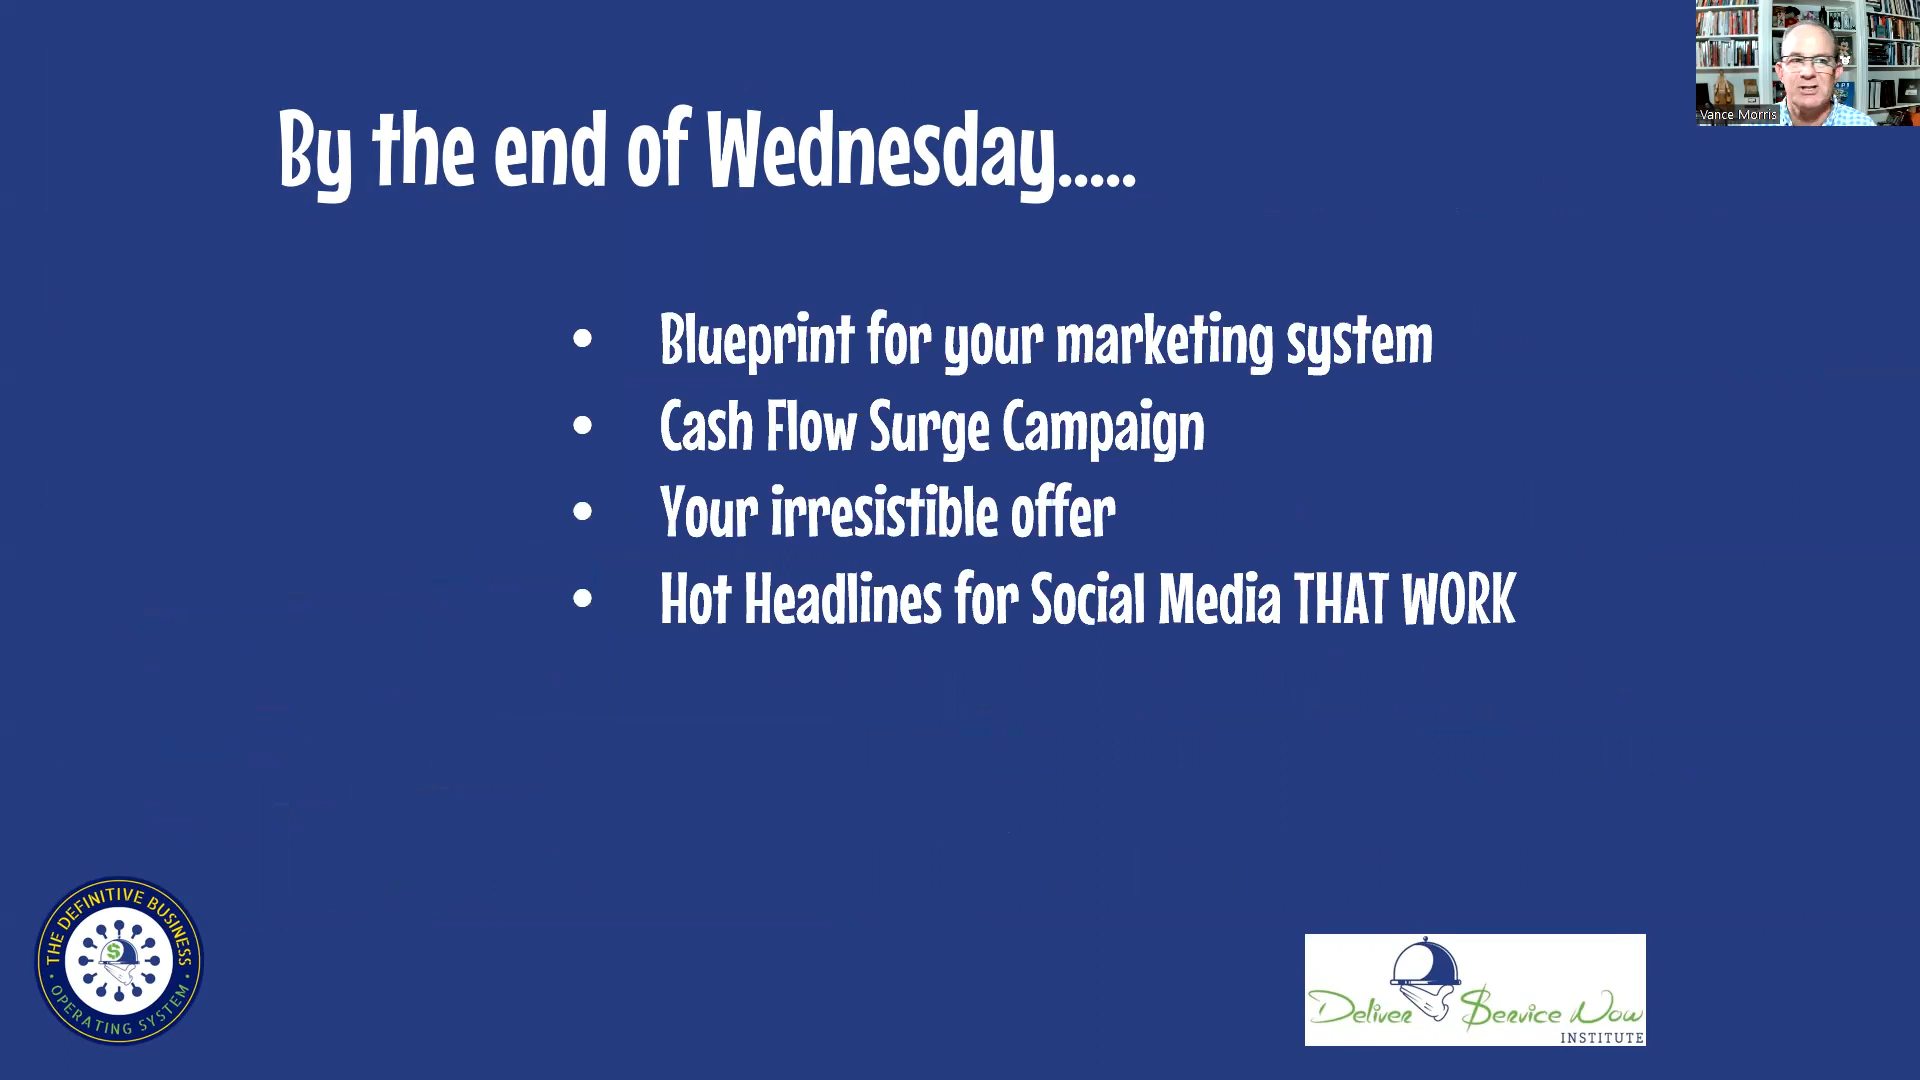 Vance Morris
By the end of Wednesday.....
• Blueprint for your marketing system
• Cash Flow Surge Campaign
• Your irresistible offer
• Hot Headlines for Social Media THAT WORK
THE DEFINITIVE BUSINESS
• OPERATING SYSTEM •
$
Deliver $ervice Now
INSTITUTE